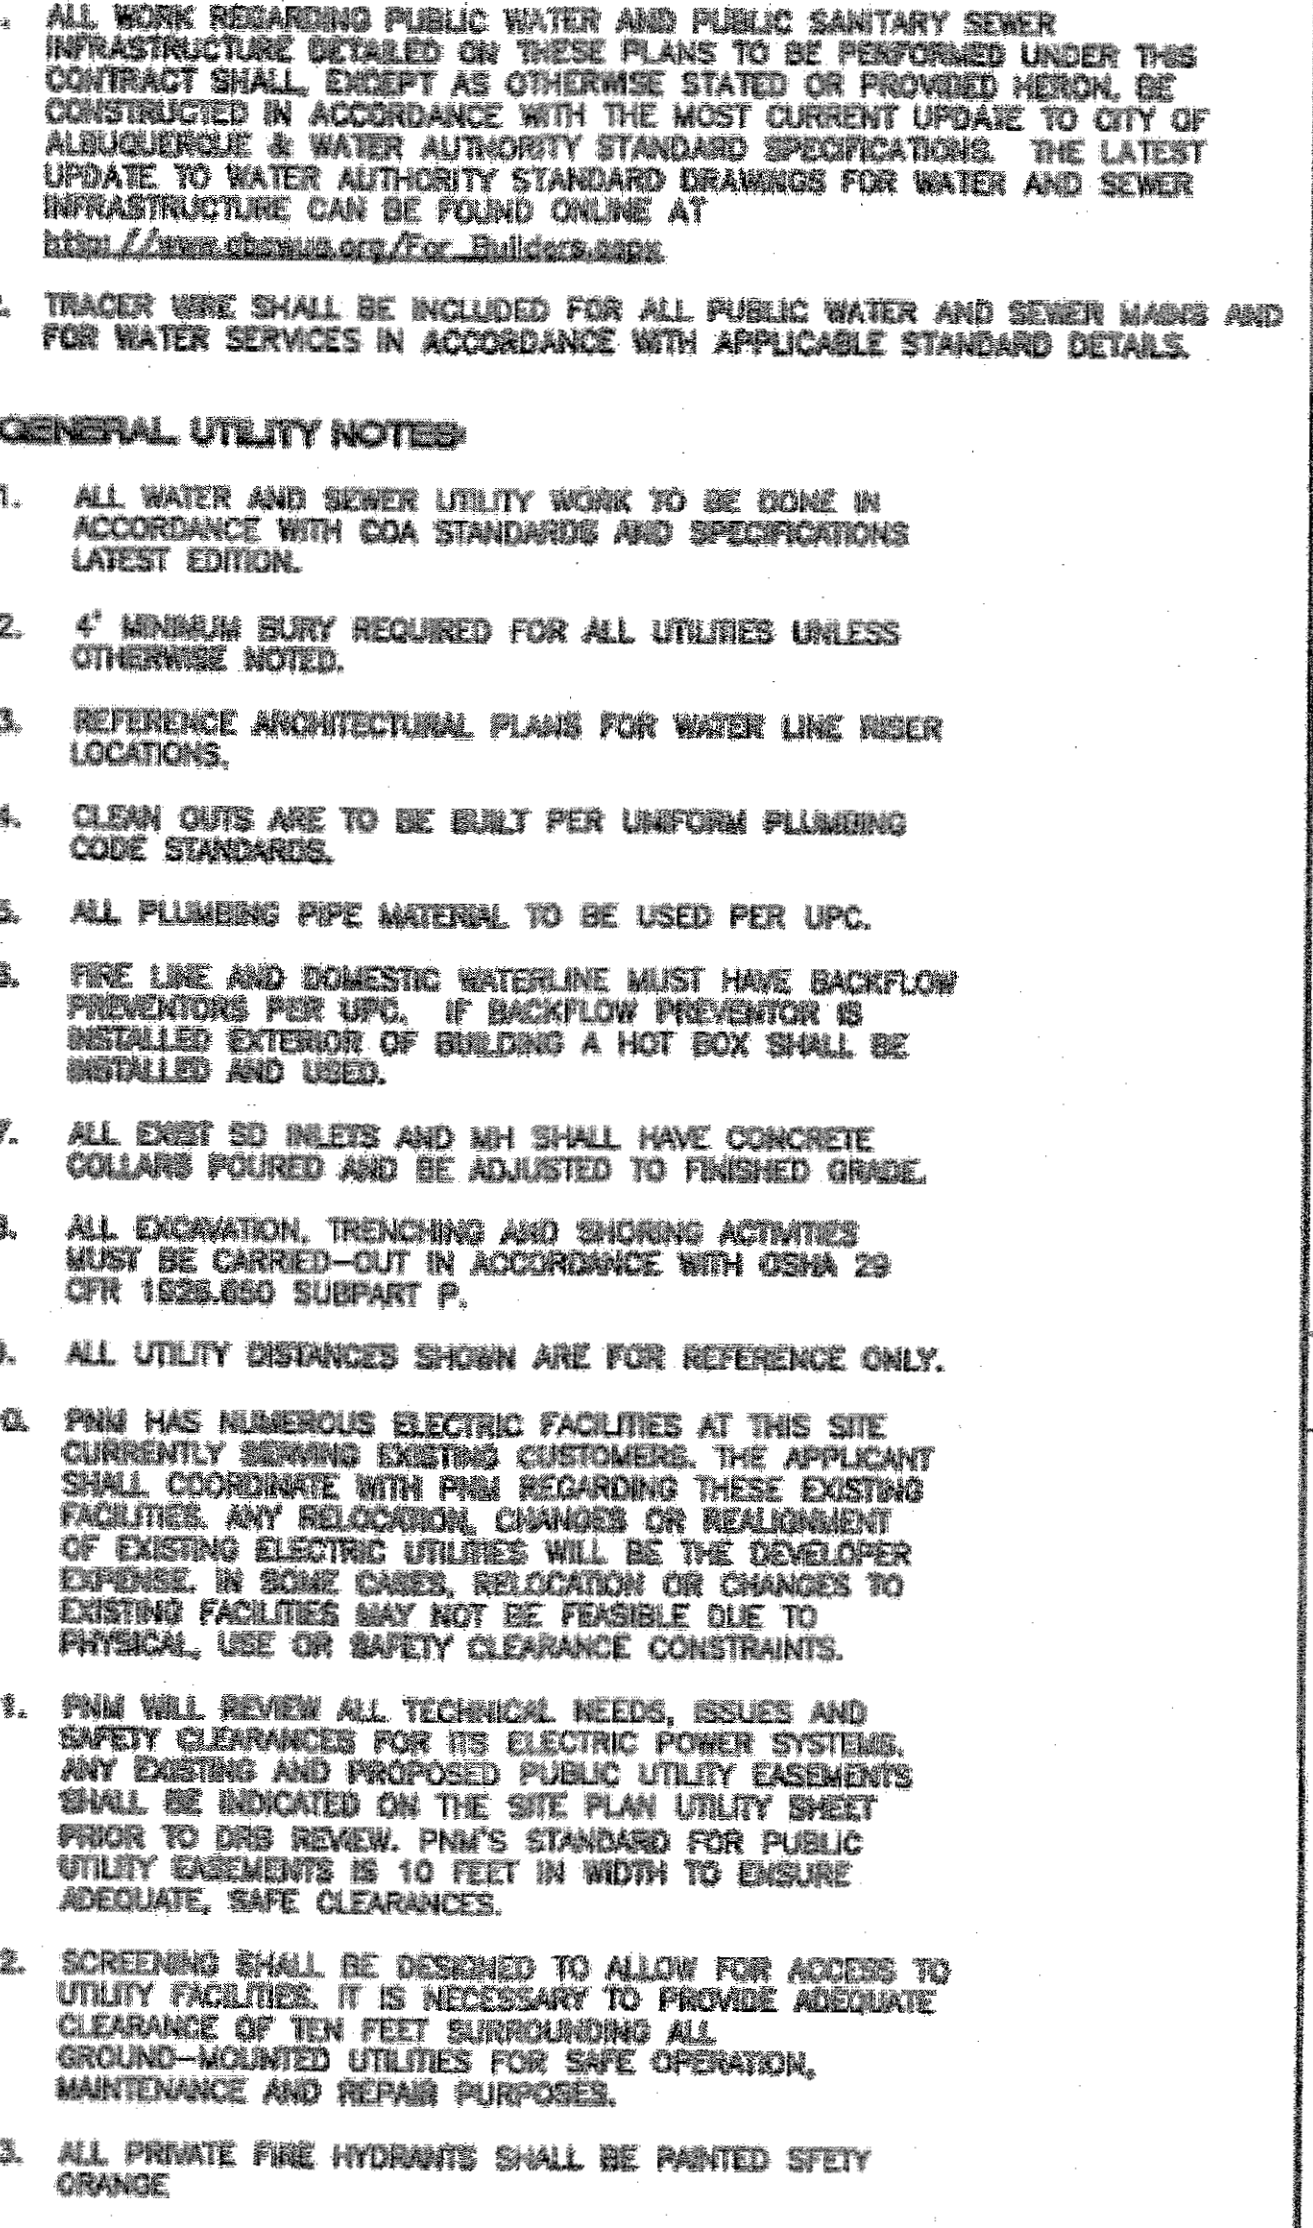 . ALL WORK REGARDING PUBLIC WATER AND PUBLIC SANITARY SEWER
INFRASTRUCTURE DETAILED ON THESE PLANS TO BE PERFORMED UNDER THIS
CONTRACT SHALL, EXCEPT AS OTHERWISE STATED OR PROVIDED HERON, BE
CONSTRUCTED IN ACCORDANCE WITH THE MOST CURRENT UPDATE TO CITY OF
ALBUQUERQUE & WATER AUTHORITY STANDARD SPECIFICATIONS. THE LATEST
UPDATE TO WATER AUTHORITY STANDARD DRAWINGS FOR WATER AND SEWER
INFRASTRUCTURE CAN BE FOUND ONLINE AT
http://www.abcwua.org/For_Builders.aspx
. TRACER WIRE SHALL BE INCLUDED FOR ALL PUBLIC WATER AND SEWER MAINS AND
FOR WATER SERVICES IN ACCORDANCE WITH APPLICABLE STANDARD DETAILS.
GENERAL UTILITY NOTES:
1. ALL WATER AND SEWER UTILITY WORK TO BE DONE IN
ACCORDANCE WITH COA STANDARDS AND SPECIFICATIONS
LATEST EDITION.
2. 4' MINIMUM BURY REQUIRED FOR ALL UTILITIES UNLESS
OTHERWISE NOTED.
3. REFERENCE ARCHITECTURAL PLANS FOR WATER LINE RISER
LOCATIONS.
4. CLEAN OUTS ARE TO BE BUILT PER UNIFORM PLUMBING
CODE STANDARDS.
5. ALL PLUMBING PIPE MATERIAL TO BE USED PER UPC.
6. FIRE LINE AND DOMESTIC WATERLINE MUST HAVE BACKFLOW
PREVENTORS PER UPC. IF BACKFLOW PREVENTOR IS
INSTALLED EXTERIOR OF BUILDING A HOT BOX SHALL BE
INSTALLED AND USED.
7. ALL EXIST SD INLETS AND MH SHALL HAVE CONCRETE
COLLARS POURED AND BE ADJUSTED TO FINISHED GRADE.
8. ALL EXCAVATION, TRENCHING AND SHORING ACTIVITIES
MUST BE CARRIED-OUT IN ACCORDANCE WITH OSHA 29
CFR 1926.650 SUBPART P.
9. ALL UTILITY DISTANCES SHOWN ARE FOR REFERENCE ONLY.
0. PNM HAS NUMEROUS ELECTRIC FACILITIES AT THIS SITE
CURRENTLY SERVING EXISTING CUSTOMERS. THE APPLICANT
SHALL COORDINATE WITH PNM REGARDING THESE EXISTING
FACILITIES. ANY RELOCATION, CHANGES OR REALIGNMENT
OF EXISTING ELECTRIC UTILITIES WILL BE THE DEVELOPER
EXPENSE. IN SOME CASES, RELOCATION OR CHANGES TO
EXISTING FACILITIES MAY NOT BE FEASIBLE DUE TO
PHYSICAL, USE OR SAFETY CLEARANCE CONSTRAINTS.
1. PNM WILL REVIEW ALL TECHNICAL NEEDS, ISSUES AND
SAFETY CLEARANCES FOR ITS ELECTRIC POWER SYSTEMS.
ANY EXISTING AND PROPOSED PUBLIC UTILITY EASEMENTS
SHALL BE INDICATED ON THE SITE PLAN UTILITY SHEET
PRIOR TO DRB REVIEW. PNM'S STANDARD FOR PUBLIC
UTILITY EASEMENTS IS 10 FEET IN WIDTH TO ENSURE
ADEQUATE, SAFE CLEARANCES.
2. SCREENING SHALL BE DESIGNED TO ALLOW FOR ACCESS TO
UTILITY FACILITIES. IT IS NECESSARY TO PROVIDE ADEQUATE
CLEARANCE OF TEN FEET SURROUNDING ALL
GROUND-MOUNTED UTILITIES FOR SAFE OPERATION,
MAINTENANCE AND REPAIR PURPOSES.
3. ALL PRIVATE FIRE HYDRANTS SHALL BE PAINTED SFETY
ORANGE